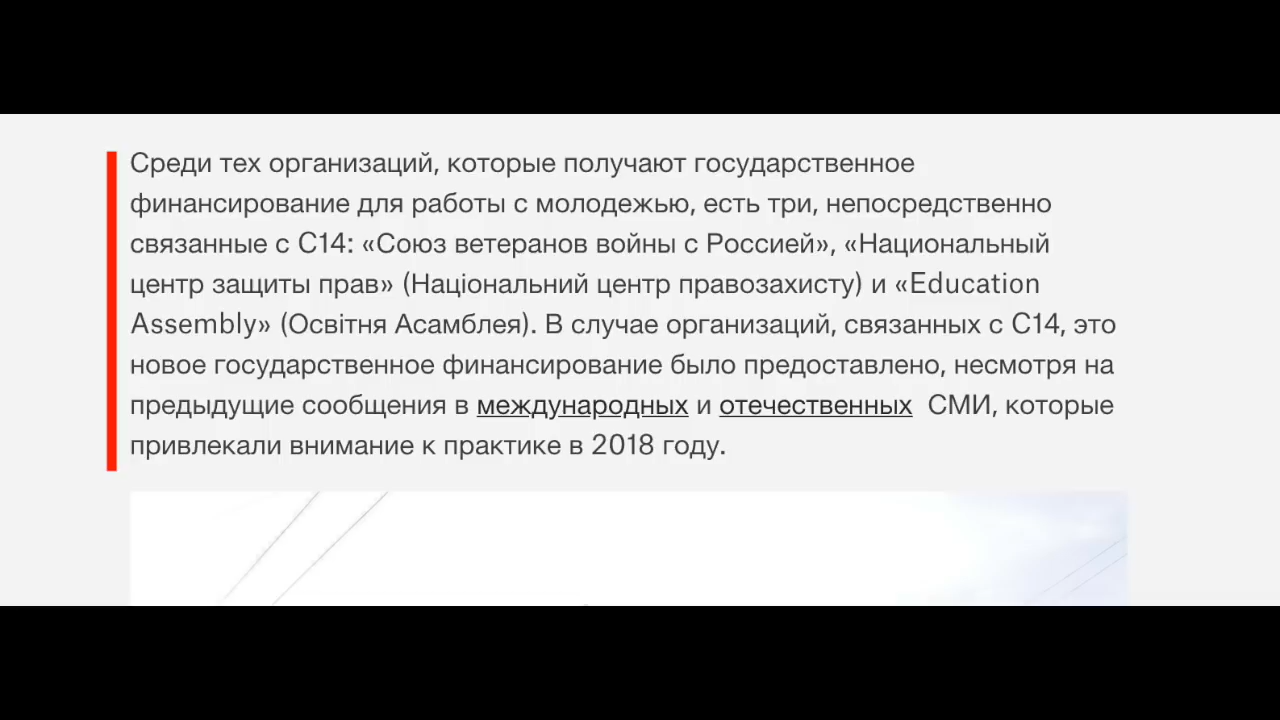 Среди тех организаций, которые получают государственное
финансирование для работы с молодежью, есть три, непосредственно
связанные с С14: «Союз ветеранов войны с Россией», «Национальный
центр защиты прав» (Національний центр правозахисту) и «Education
Assembly» (Освітня Асамблея). В случае организаций, связанных с С14, это
новое государственное финансирование было предоставлено, несмотря на
предыдущие сообщения в международных и отечественных СМИ, которые
привлекали внимание к практике в 2018 году.